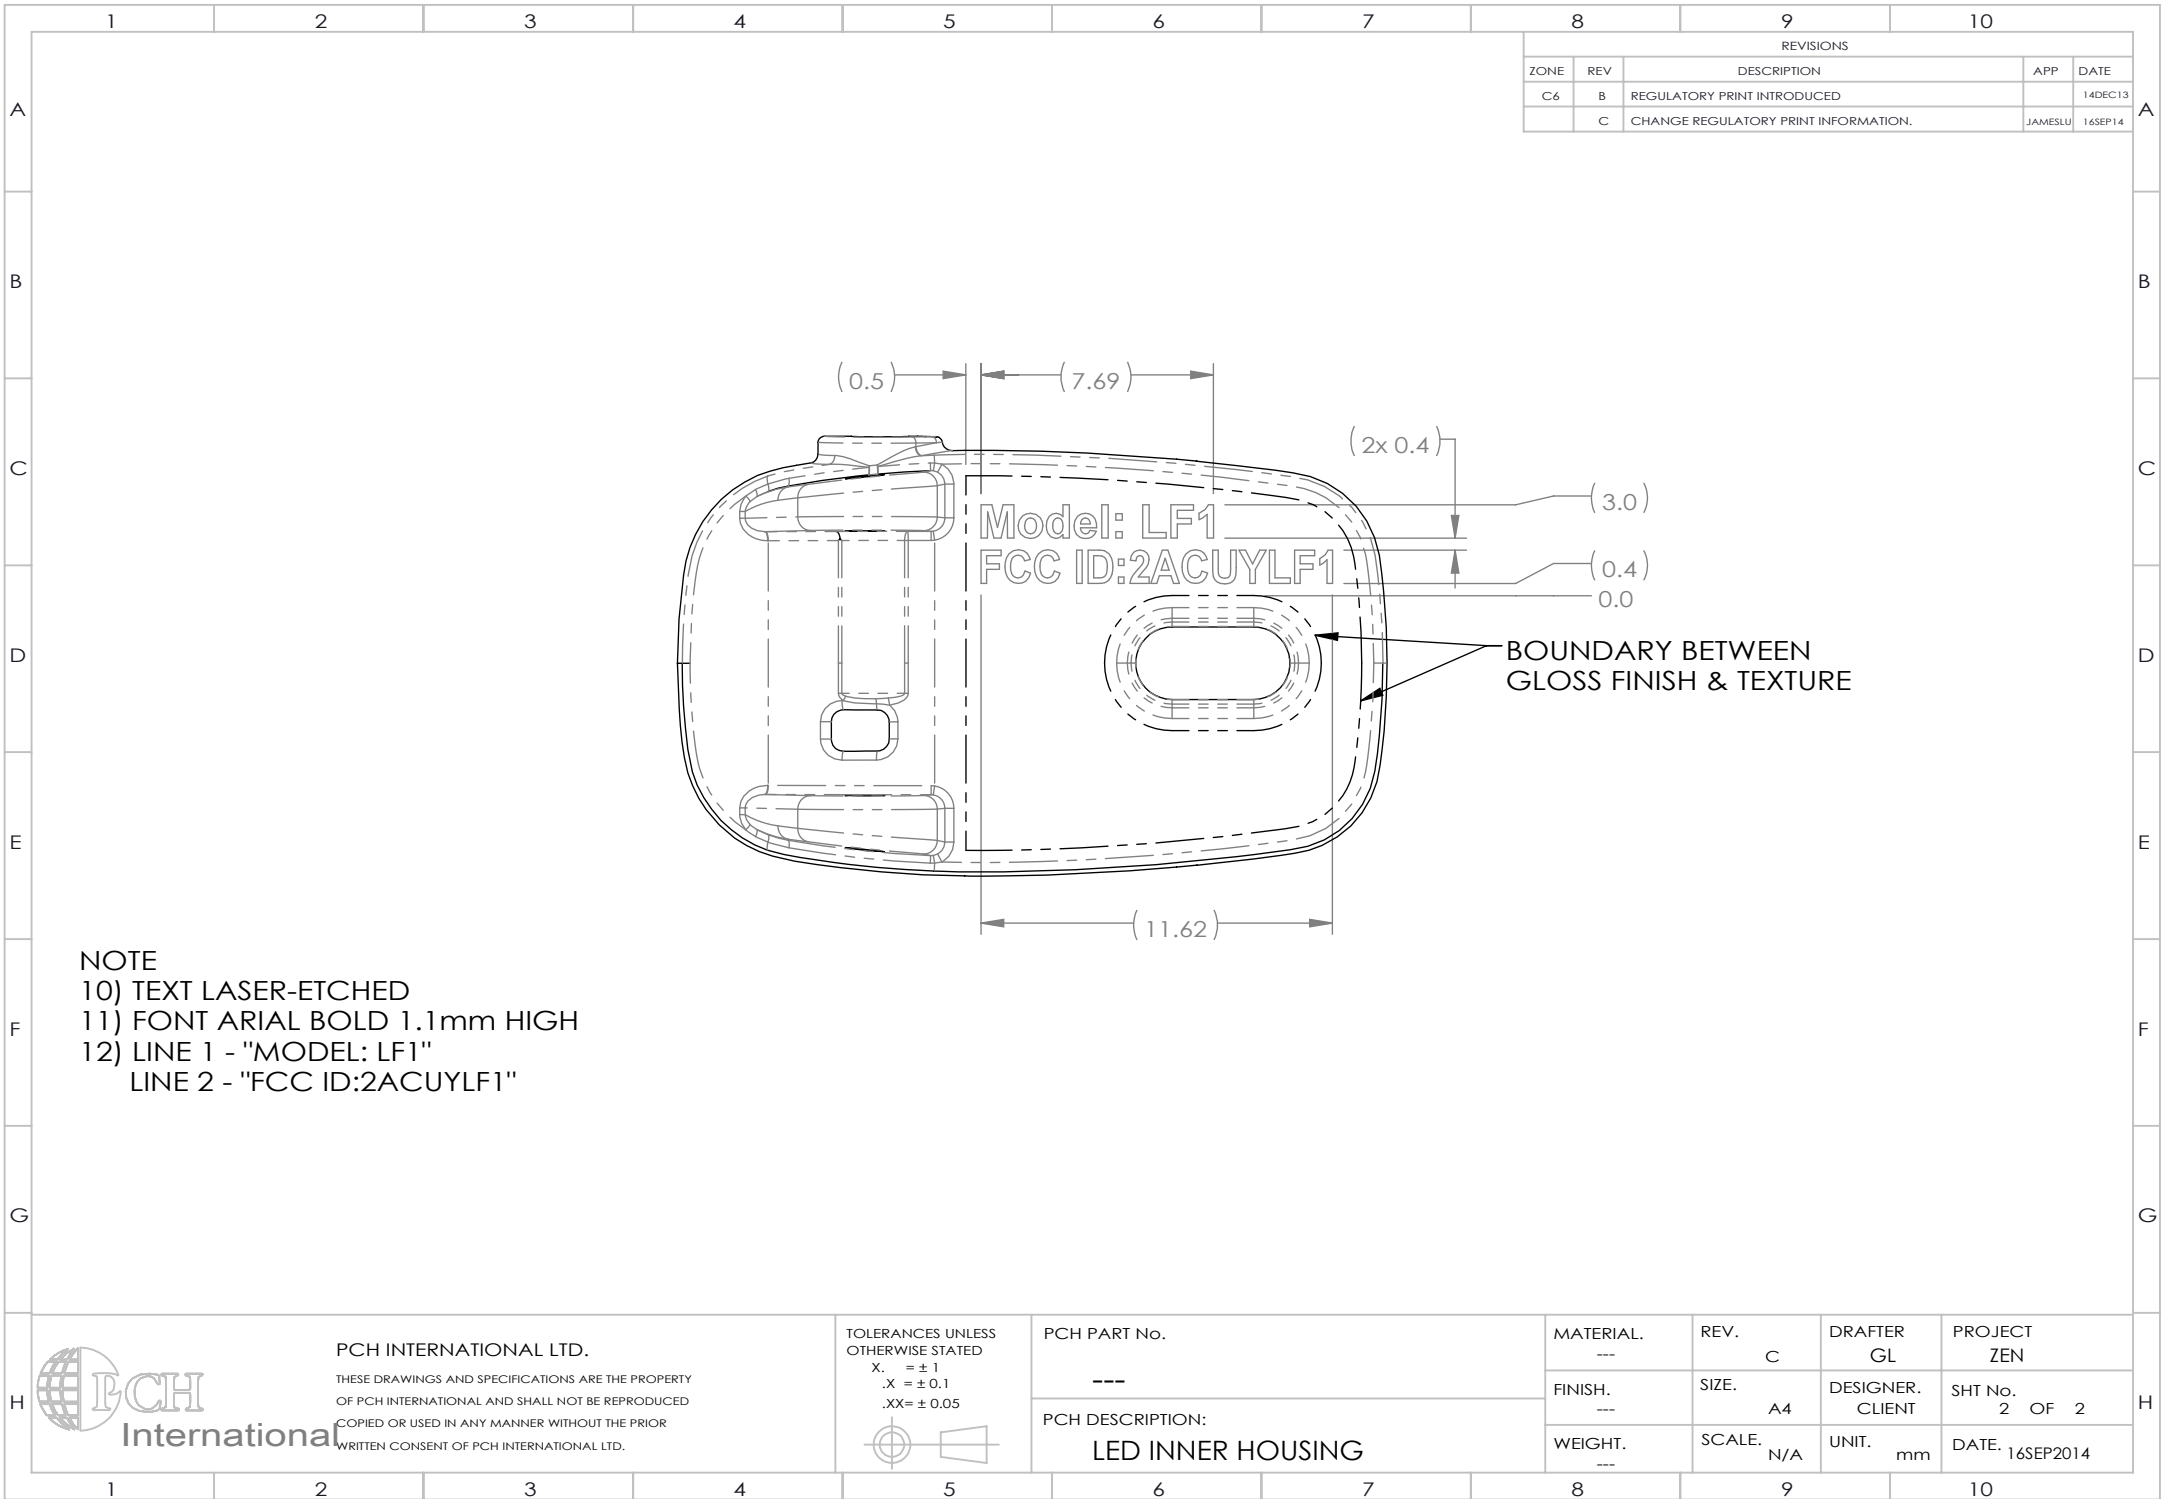 1 2 3 4 5 6 7 8 9 10
REVISIONS
ZONE REV DESCRIPTION APP DATE
C6 B REGULATORY PRINT INTRODUCED 14DEC13
C CHANGE REGULATORY PRINT INFORMATION. JAMESLU 16SEP14
A A
B B
(0.5) (7.69)
(2x 0.4)
C C
(3.0)
Model: LF1
FCC ID:2ACUYLF1
(0.4)
0.0
BOUNDARY BETWEEN
GLOSS FINISH & TEXTURE
D D
E E
(11.62)
NOTE
10) TEXT LASER-ETCHED
11) FONT ARIAL BOLD 1.1mm HIGH
12) LINE 1 - "MODEL: LF1"
LINE 2 - "FCC ID:2ACUYLF1"
F F
G G
H H
PCH
International
PCH INTERNATIONAL LTD.
THESE DRAWINGS AND SPECIFICATIONS ARE THE PROPERTY
OF PCH INTERNATIONAL AND SHALL NOT BE REPRODUCED
COPIED OR USED IN ANY MANNER WITHOUT THE PRIOR
WRITTEN CONSENT OF PCH INTERNATIONAL LTD.
TOLERANCES UNLESS
OTHERWISE STATED
X. = ± 1
.X = ± 0.1
.XX= ± 0.05
PCH PART No.
---
PCH DESCRIPTION:
LED INNER HOUSING
MATERIAL.
---
FINISH.
---
WEIGHT.
---
REV.
C
SIZE.
A4
SCALE.
N/A
DRAFTER
GL
DESIGNER.
CLIENT
UNIT.
mm
PROJECT
ZEN
SHT No.
2 OF 2
DATE. 16SEP2014
1 2 3 4 5 6 7 8 9 10